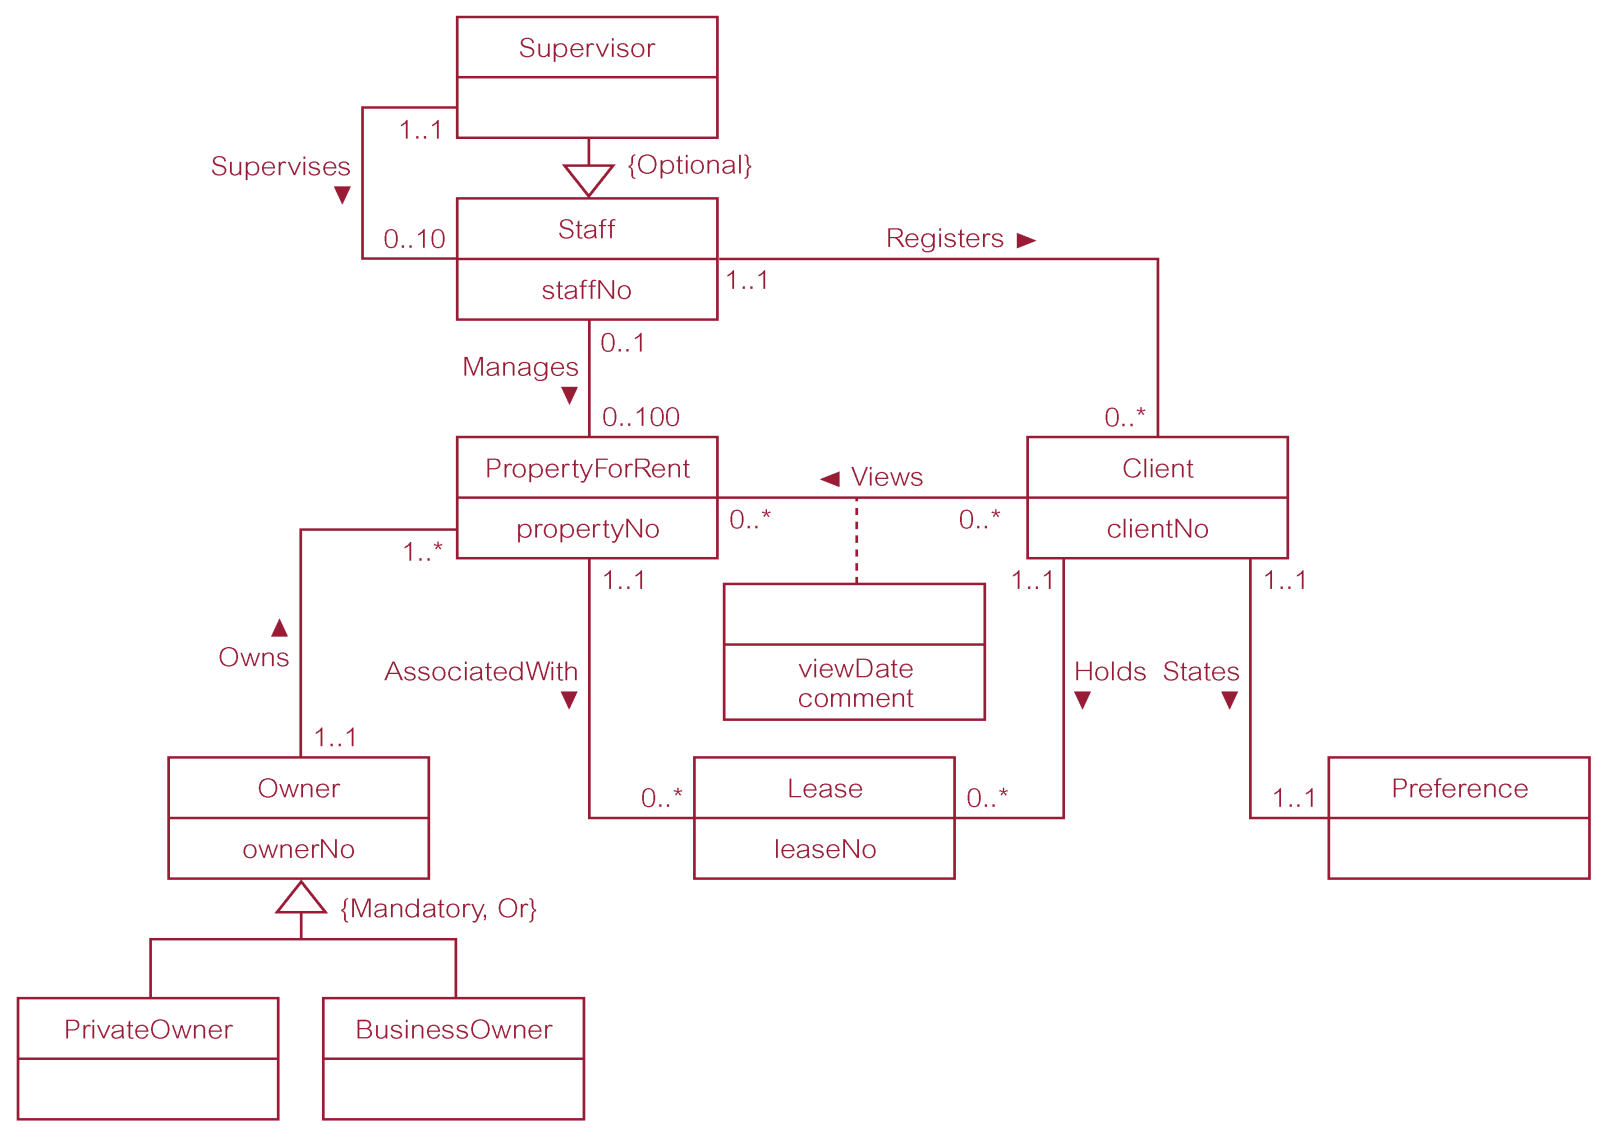 Supervisor
1..1
Supervises
{Optional}
Staff
0..10
Registers
staffNo
1..1
0..1
Manages
0..100
0..*
PropertyForRent
Views
Client
propertyNo
0..*
0..*
clientNo
1..*
1..1
1..1
1..1
Owns
AssociatedWith
viewDate
comment
Holds
States
1..1
Owner
0..*
Lease
0..*
1..1
Preference
ownerNo
leaseNo
{Mandatory, Or}
PrivateOwner
BusinessOwner